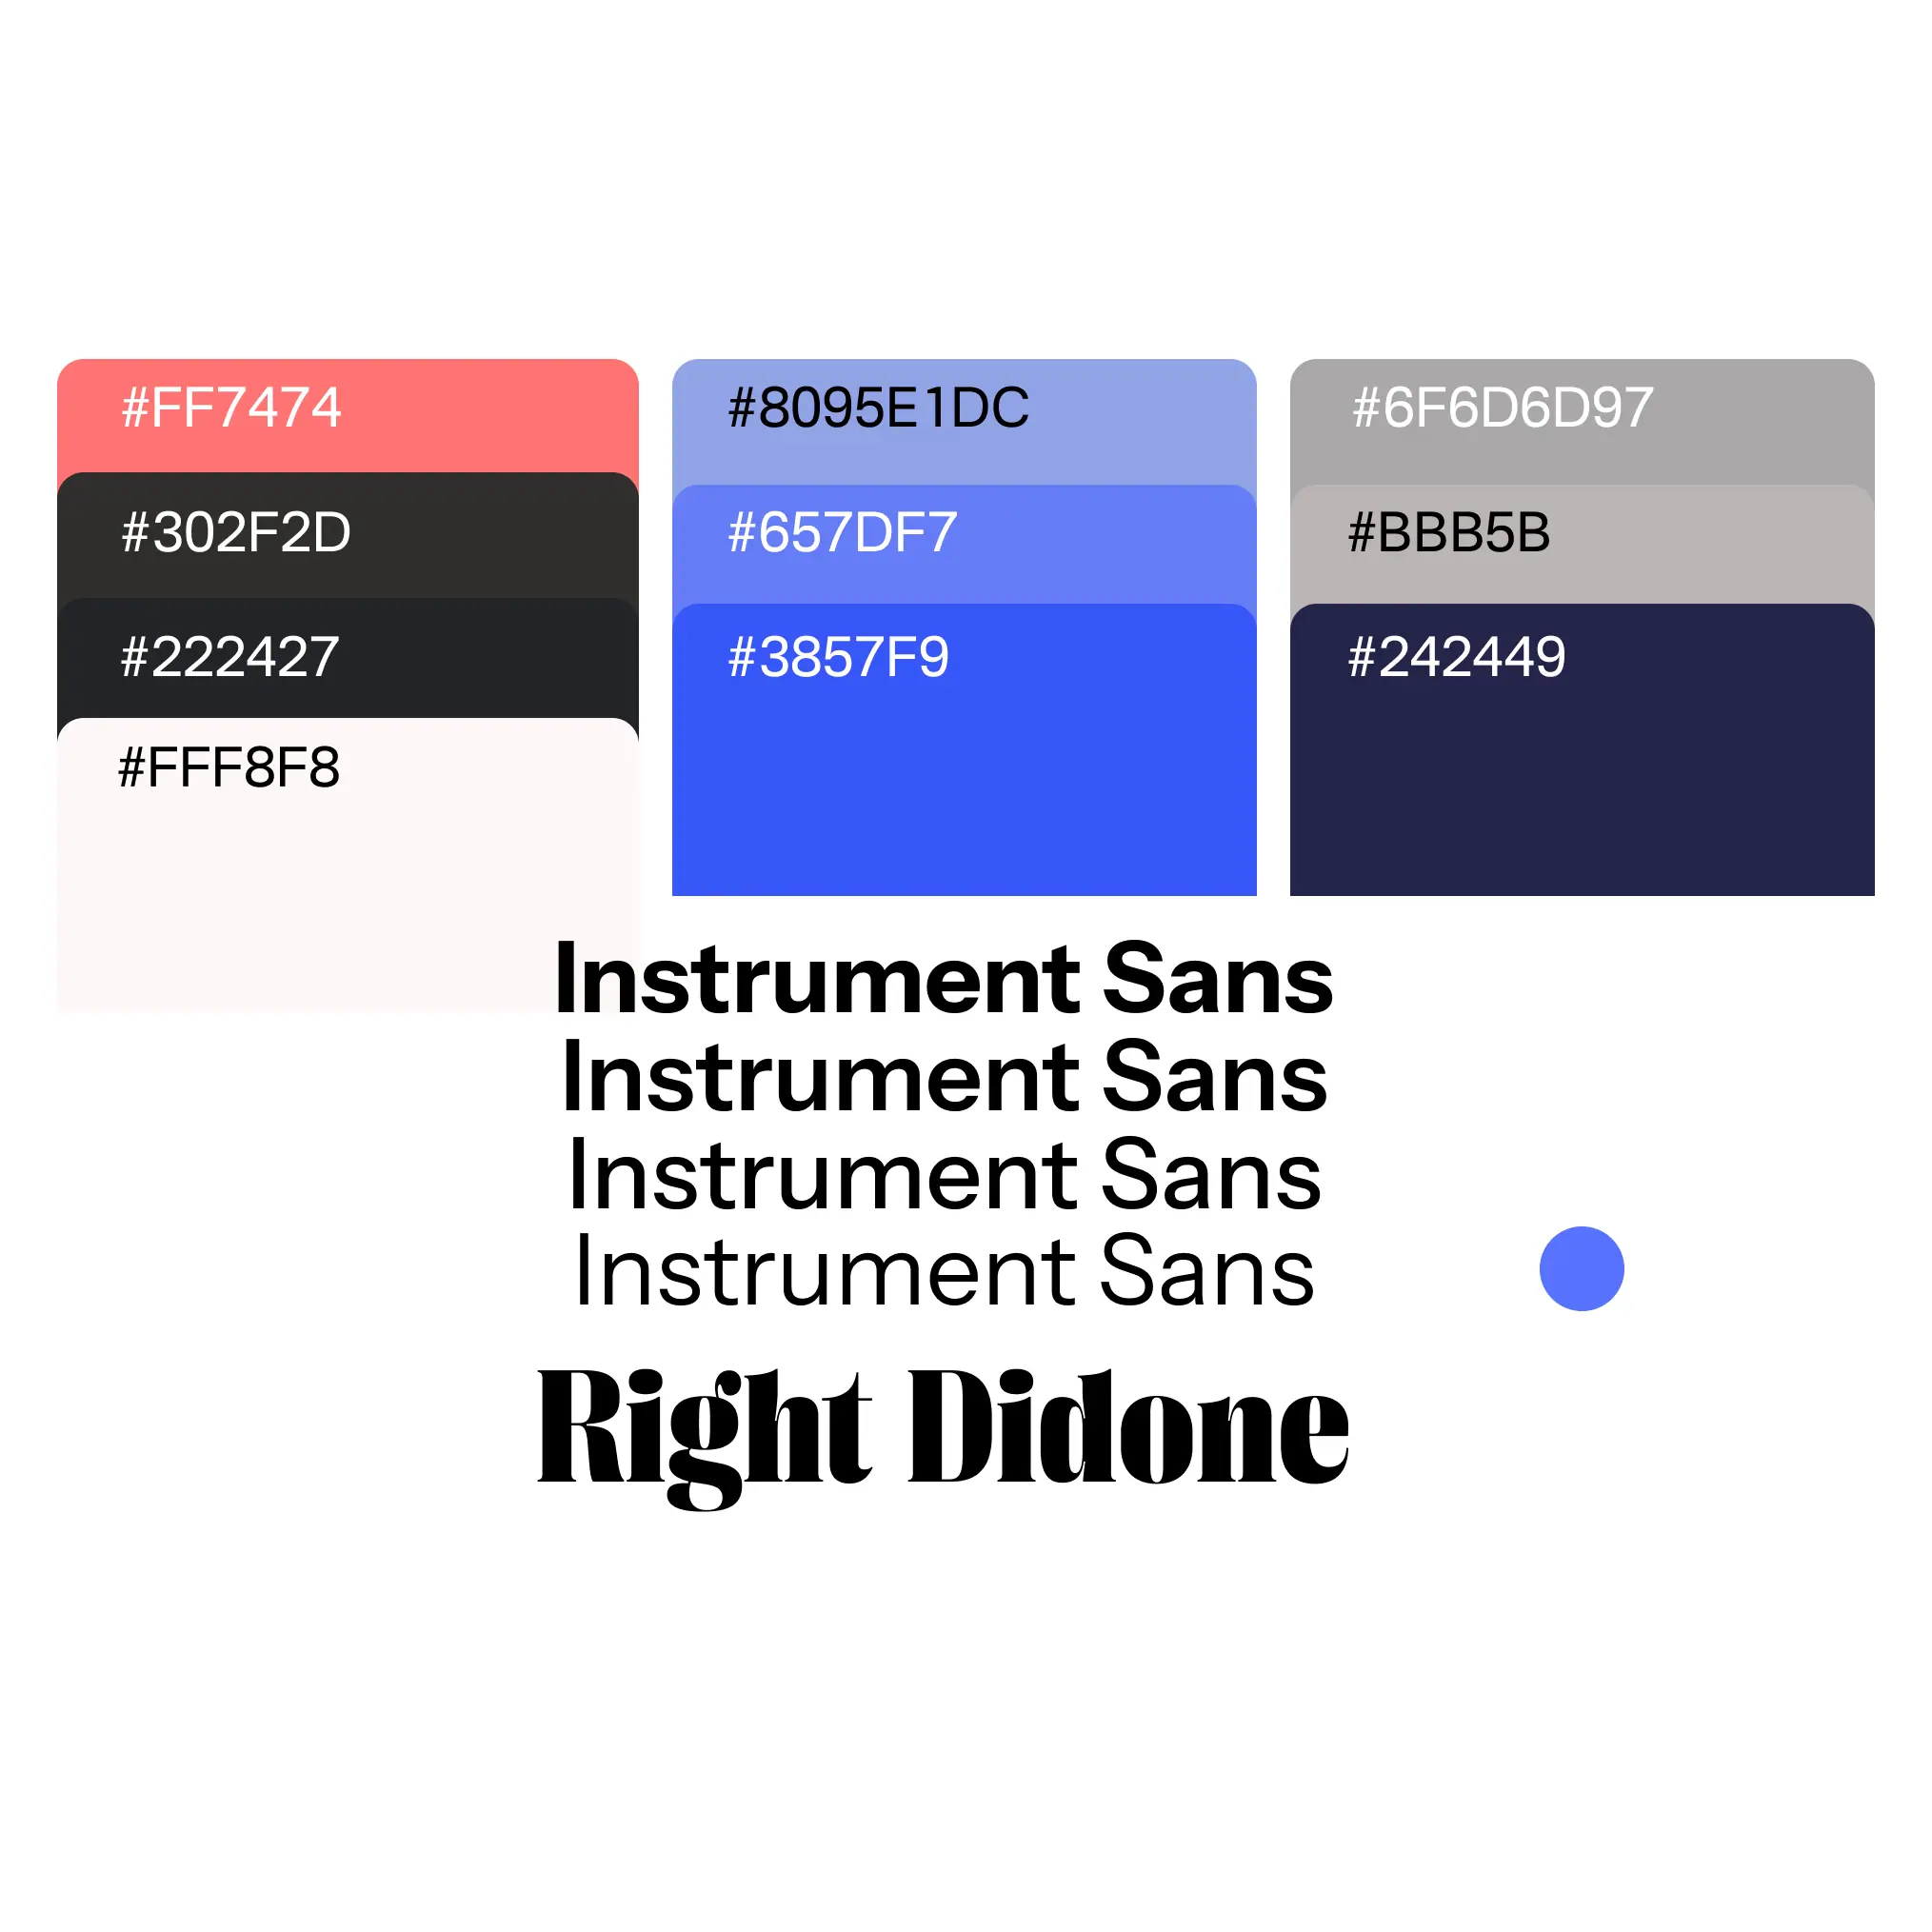 #FF7474
#302F2D
#222427
#FFF8F8
#8095E1DC
#657DF7
#3857F9
#6F6D6D97
#BBB5B
#242449
Instrument Sans
Instrument Sans
Instrument Sans
Instrument Sans
Right Didone